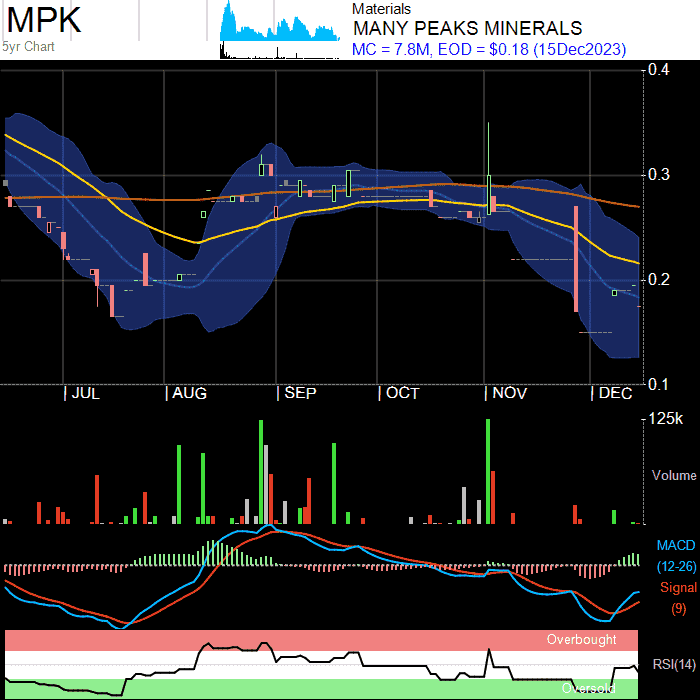 MPK
5yr Chart
Materials
MANY PEAKS MINERALS
MC = 7.8M, EOD = $0.18 (15Dec2023)
0.4
0.3
0.2
0.1
| JUL | AUG | SEP | OCT | NOV | DEC
125k
Volume
MACD
(12-26)
Signal
(9)
Overbought
RSI(14)
Oversold